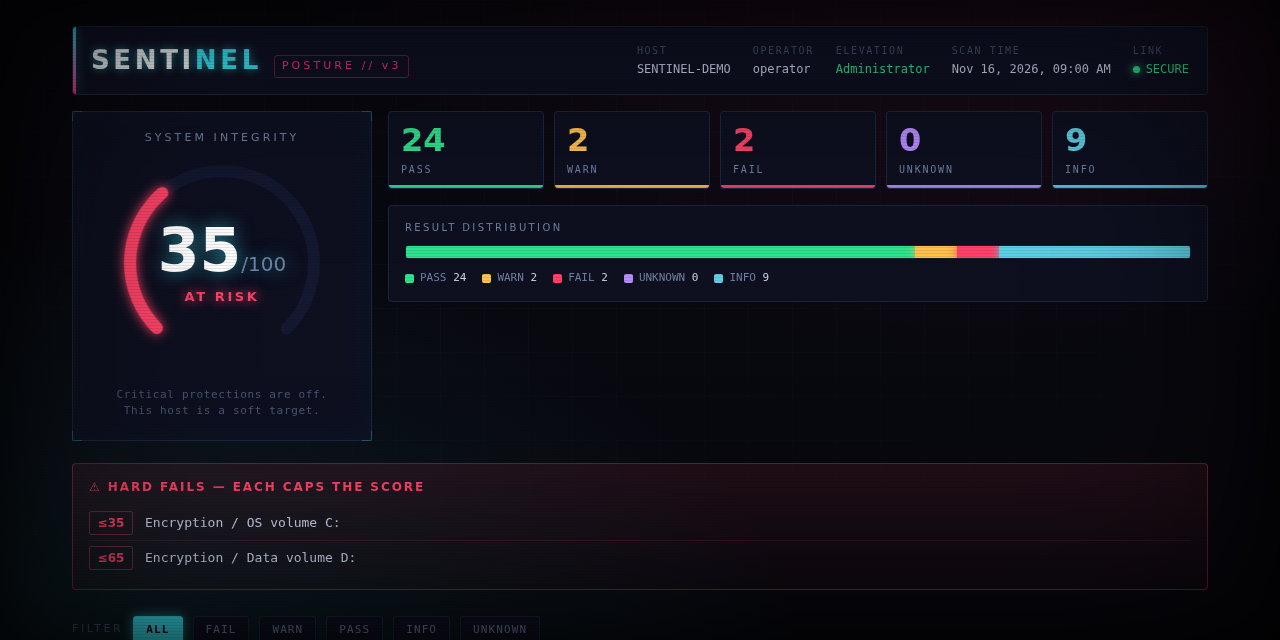 SENTINEL
POSTURE // v3
HOST
SENTINEL-DEMO
OPERATOR
operator
ELEVATION
Administrator
SCAN TIME
Nov 16, 2026, 09:00 AM
LINK
SECURE
SYSTEM INTEGRITY
35/100
AT RISK
Critical protections are off.
This host is a soft target.
24
PASS
2
WARN
2
FAIL
0
UNKNOWN
9
INFO
RESULT DISTRIBUTION
PASS 24 WARN 2 FAIL 2 UNKNOWN 0 INFO 9
⚠ HARD FAILS — EACH CAPS THE SCORE
≤35 Encryption / OS volume C:
≤65 Encryption / Data volume D:
FILTER ALL FAIL WARN PASS INFO UNKNOWN